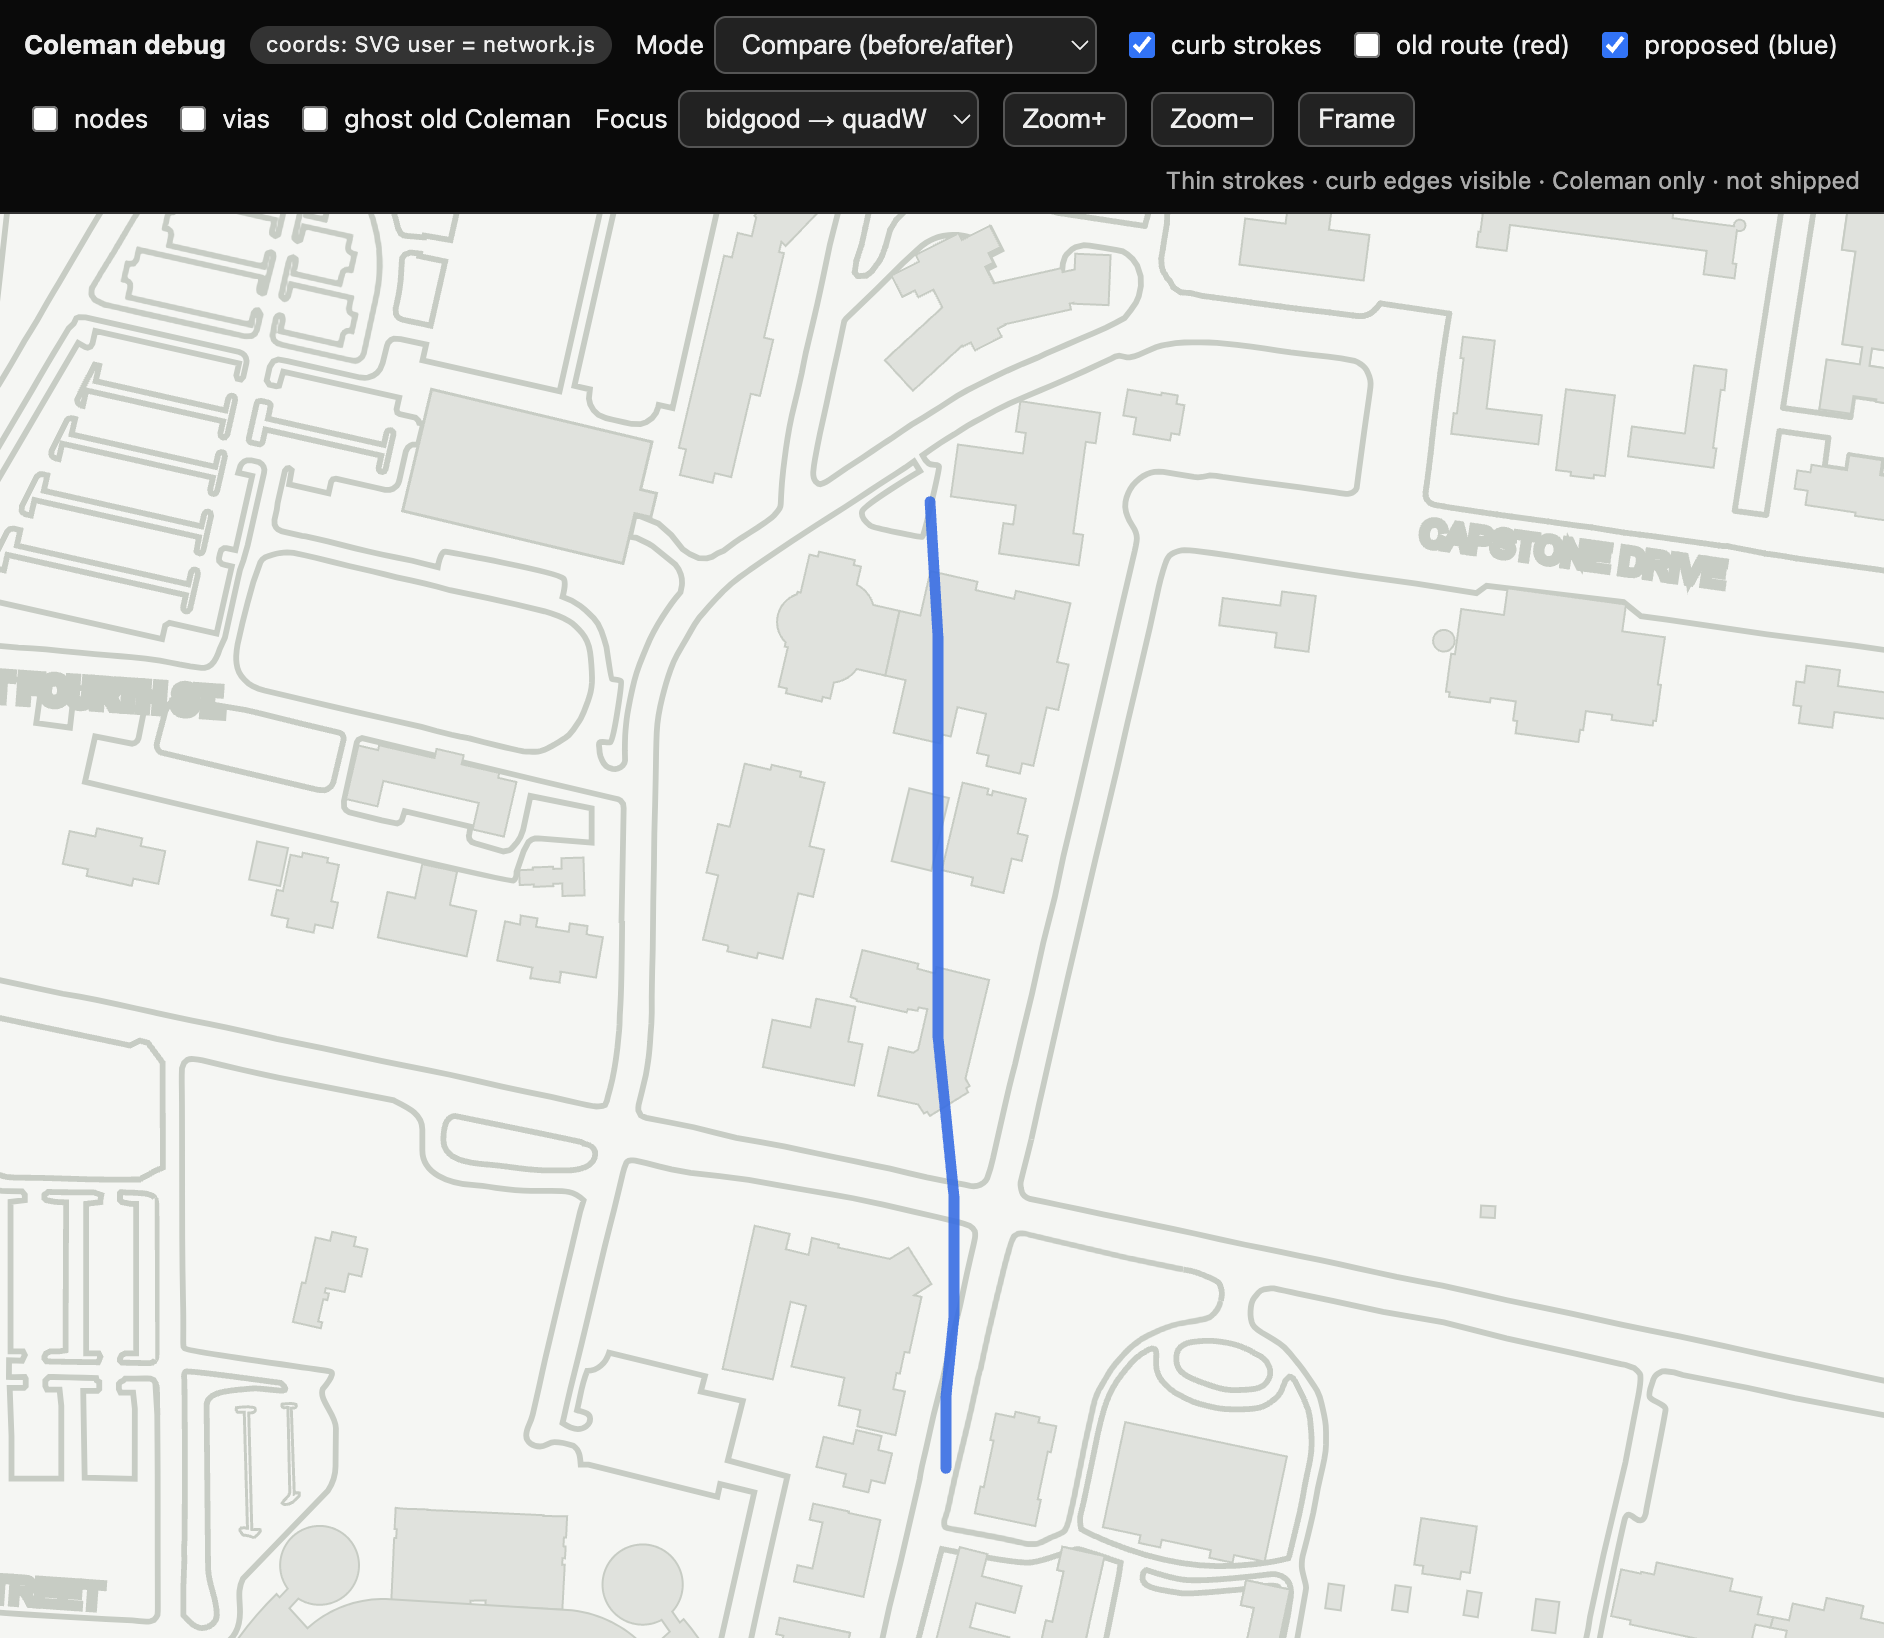 Coleman debug coords: SVG user = network.js Mode Compare (before/after) curb strokes old route (red) proposed (blue)
nodes vias ghost old Coleman Focus bidgood → quadW Zoom+ Zoom− Frame
Thin strokes · curb edges visible · Coleman only · not shipped
CAPSTONE DRIVE
FOURTH ST